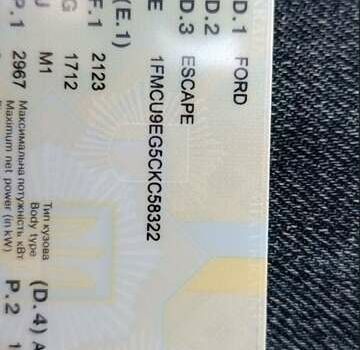 D.1 FORD
D.2
D.3 ESCAPE
E 1FMCU9EG5CKC58322
(E.1)
F.1 2123
G 1712
J M1
P.1 2967
Тип кузова (D.4) A
Body type
Максимальна потужність кВт P.2 1
Maximum net power (in kW)